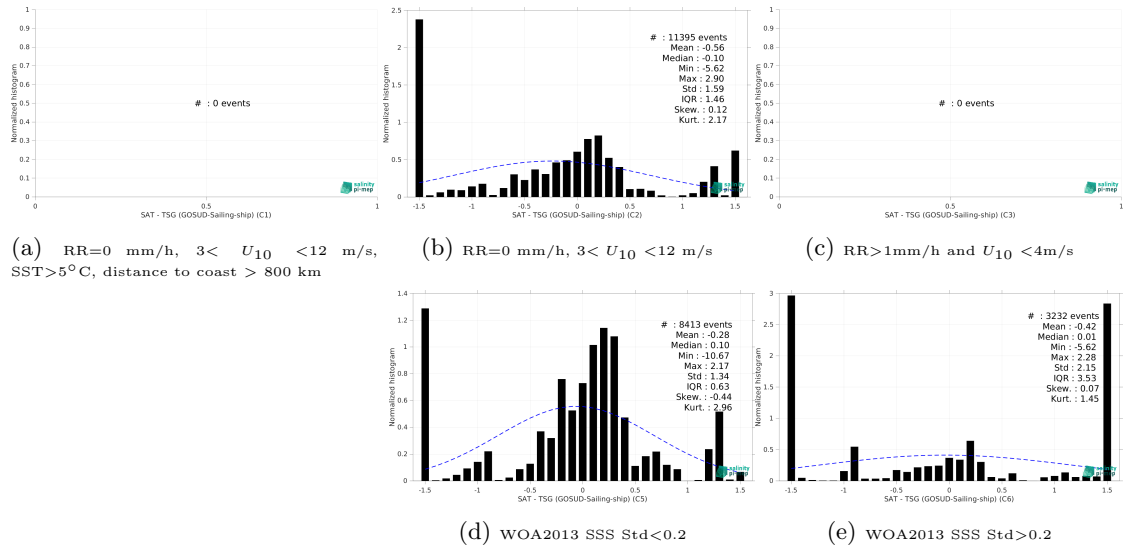 1
0.9
0.8
0.7
0.6
0.5
0.4
0.3
0.2
0.1
0
Normalized histogram
# : 0 events
0 0.5 1
SAT - TSG (GOSUD-Sailing-ship) (C1)
salinity
pi-mep
(a) RR=0 mm/h, 3< U10 <12 m/s,
SST>5°C, distance to coast > 800 km
2.5
2
1.5
1
0.5
0
Normalized histogram
# : 11395 events
Mean : -0.56
Median : -0.10
Min : -5.62
Max : 2.90
Std : 1.59
IQR : 1.46
Skew. : 0.12
Kurt. : 2.17
-1.5 -1 -0.5 0 0.5 1 1.5
SAT - TSG (GOSUD-Sailing-ship) (C2)
salinity
pi-mep
(b) RR=0 mm/h, 3< U10 <12 m/s
1
0.9
0.8
0.7
0.6
0.5
0.4
0.3
0.2
0.1
0
Normalized histogram
# : 0 events
0 0.5 1
SAT - TSG (GOSUD-Sailing-ship) (C3)
salinity
pi-mep
(c) RR>1mm/h and U10 <4m/s
1.4
1.2
1
0.8
0.6
0.4
0.2
0
Normalized histogram
# : 8413 events
Mean : -0.28
Median : 0.10
Min : -10.67
Max : 2.17
Std : 1.34
IQR : 0.63
Skew. : -0.44
Kurt. : 2.96
-1.5 -1 -0.5 0 0.5 1 1.5
SAT - TSG (GOSUD-Sailing-ship) (C5)
salinity
pi-mep
(d) WOA2013 SSS Std<0.2
3
2.5
2
1.5
1
0.5
0
Normalized histogram
# : 3232 events
Mean : -0.42
Median : 0.01
Min : -5.62
Max : 2.28
Std : 2.15
IQR : 3.53
Skew. : 0.07
Kurt. : 1.45
-1.5 -1 -0.5 0 0.5 1 1.5
SAT - TSG (GOSUD-Sailing-ship) (C6)
salinity
pi-mep
(e) WOA2013 SSS Std>0.2